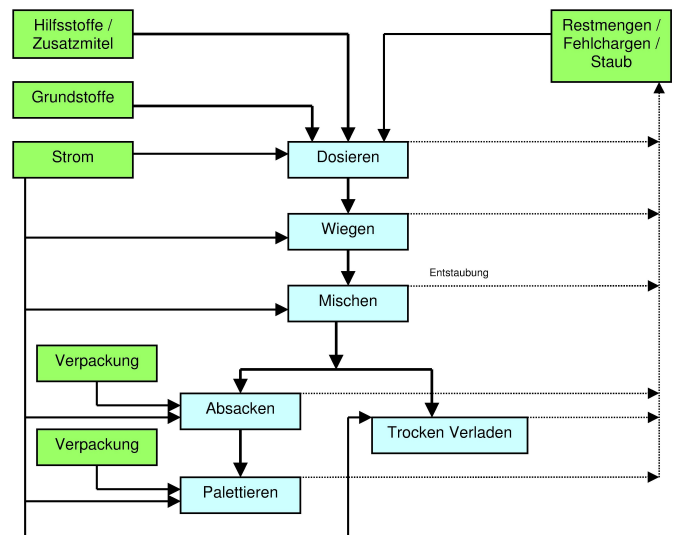 Hilfsstoffe /
Zusatzmitel
Restmengen /
Fehlchargen /
Staub
Grundstoffe
Strom
Dosieren
Wiegen
Entstaubung
Mischen
Verpackung
Absacken
Trocken Verladen
Verpackung
Palettieren